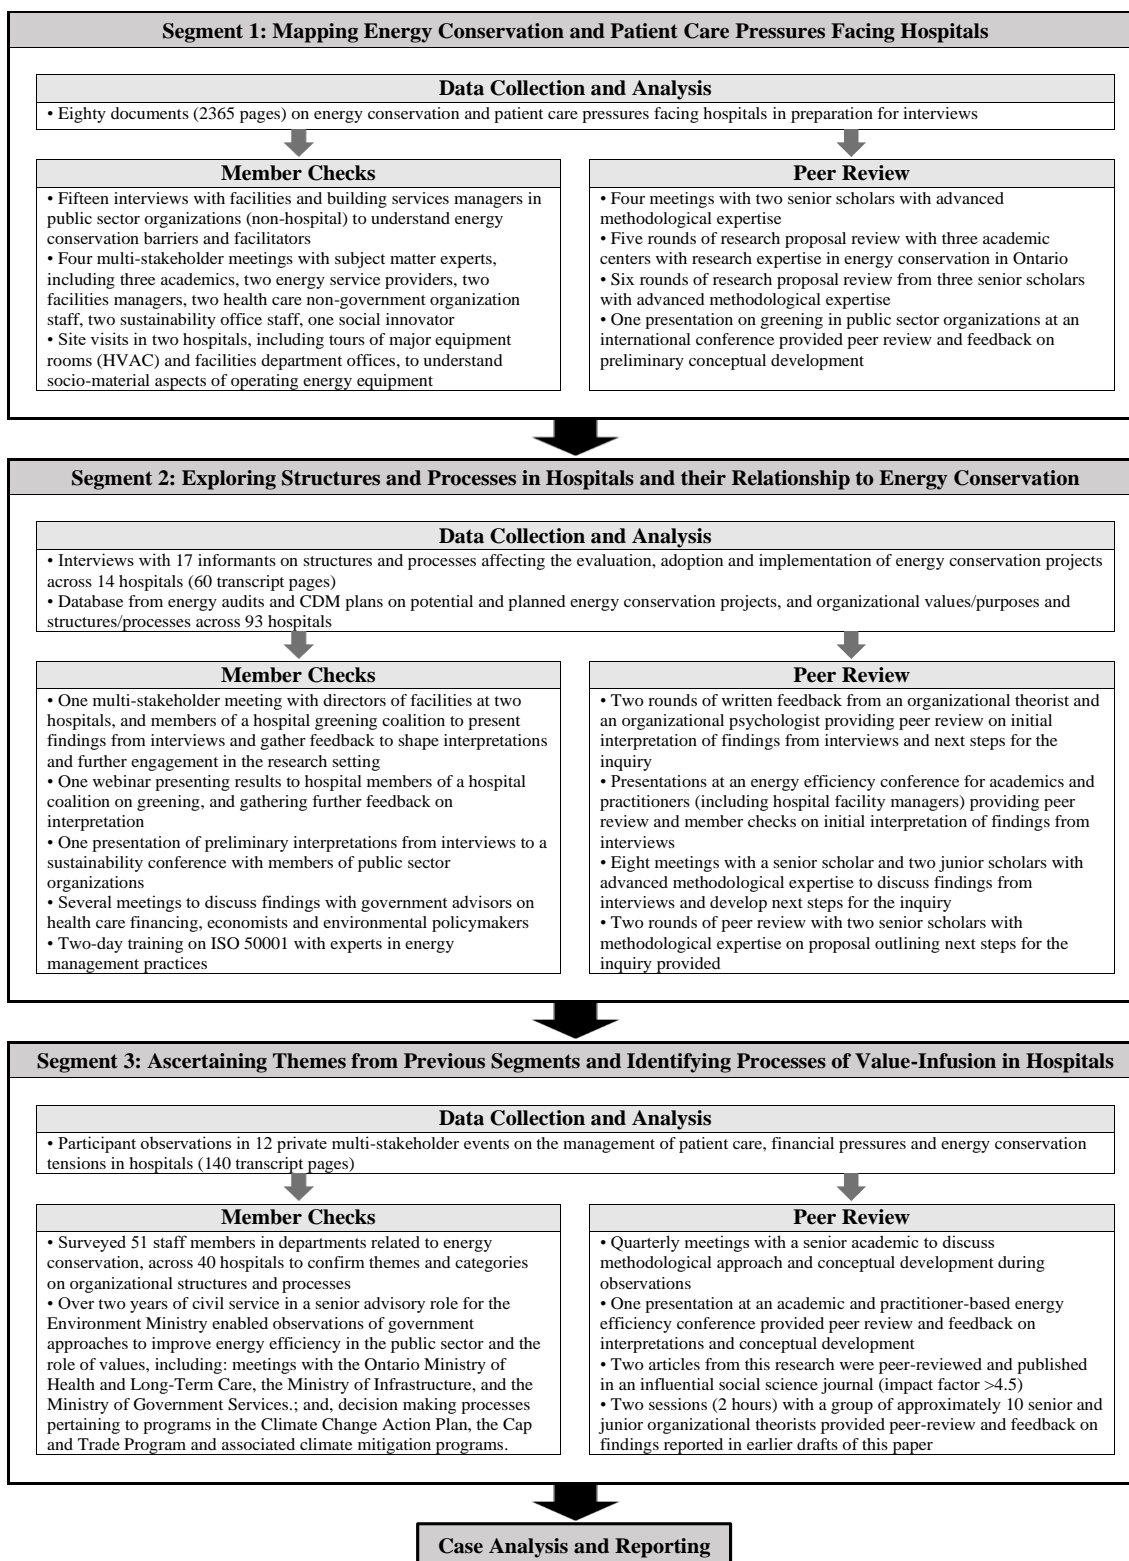 Segment 1: Mapping Energy Conservation and Patient Care Pressures Facing Hospitals
Data Collection and Analysis
• Eighty documents (2365 pages) on energy conservation and patient care pressures facing hospitals in preparation for interviews
Member Checks
• Fifteen interviews with facilities and building services managers in
public sector organizations (non-hospital) to understand energy
conservation barriers and facilitators
• Four multi-stakeholder meetings with subject matter experts,
including three academics, two energy service providers, two
facilities managers, two health care non-government organization
staff, two sustainability office staff, one social innovator
• Site visits in two hospitals, including tours of major equipment
rooms (HVAC) and facilities department offices, to understand
socio-material aspects of operating energy equipment
Peer Review
• Four meetings with two senior scholars with advanced
methodological expertise
• Five rounds of research proposal review with three academic
centers with research expertise in energy conservation in Ontario
• Six rounds of research proposal review from three senior scholars
with advanced methodological expertise
• One presentation on greening in public sector organizations at an
international conference provided peer review and feedback on
preliminary conceptual development
Segment 2: Exploring Structures and Processes in Hospitals and their Relationship to Energy Conservation
Data Collection and Analysis
• Interviews with 17 informants on structures and processes affecting the evaluation, adoption and implementation of energy conservation projects
across 14 hospitals (60 transcript pages)
• Database from energy audits and CDM plans on potential and planned energy conservation projects, and organizational values/purposes and
structures/processes across 93 hospitals
Member Checks
• One multi-stakeholder meeting with directors of facilities at two
hospitals, and members of a hospital greening coalition to present
findings from interviews and gather feedback to shape interpretations
and further engagement in the research setting
• One webinar presenting results to hospital members of a hospital
coalition on greening, and gathering further feedback on
interpretation
• One presentation of preliminary interpretations from interviews to a
sustainability conference with members of public sector
organizations
• Several meetings to discuss findings with government advisors on
health care financing, economists and environmental policymakers
• Two-day training on ISO 50001 with experts in energy
management practices
Peer Review
• Two rounds of written feedback from an organizational theorist and
an organizational psychologist providing peer review on initial
interpretation of findings from interviews and next steps for the
inquiry
• Presentations at an energy efficiency conference for academics and
practitioners (including hospital facility managers) providing peer
review and member checks on initial interpretation of findings from
interviews
• Eight meetings with a senior scholar and two junior scholars with
advanced methodological expertise to discuss findings from
interviews and develop next steps for the inquiry
• Two rounds of peer review with two senior scholars with
methodological expertise on proposal outlining next steps for the
inquiry provided
Segment 3: Ascertaining Themes from Previous Segments and Identifying Processes of Value-Infusion in Hospitals
Data Collection and Analysis
• Participant observations in 12 private multi-stakeholder events on the management of patient care, financial pressures and energy conservation
tensions in hospitals (140 transcript pages)
Member Checks
• Surveyed 51 staff members in departments related to energy
conservation, across 40 hospitals to confirm themes and categories
on organizational structures and processes
• Over two years of civil service in a senior advisory role for the
Environment Ministry enabled observations of government
approaches to improve energy efficiency in the public sector and the
role of values, including: meetings with the Ontario Ministry of
Health and Long-Term Care, the Ministry of Infrastructure, and the
Ministry of Government Services.; and, decision making processes
pertaining to programs in the Climate Change Action Plan, the Cap
and Trade Program and associated climate mitigation programs.
Peer Review
• Quarterly meetings with a senior academic to discuss
methodological approach and conceptual development during
observations
• One presentation at an academic and practitioner-based energy
efficiency conference provided peer review and feedback on
interpretations and conceptual development
• Two articles from this research were peer-reviewed and published
in an influential social science journal (impact factor >4.5)
• Two sessions (2 hours) with a group of approximately 10 senior and
junior organizational theorists provided peer-review and feedback on
findings reported in earlier drafts of this paper
Case Analysis and Reporting